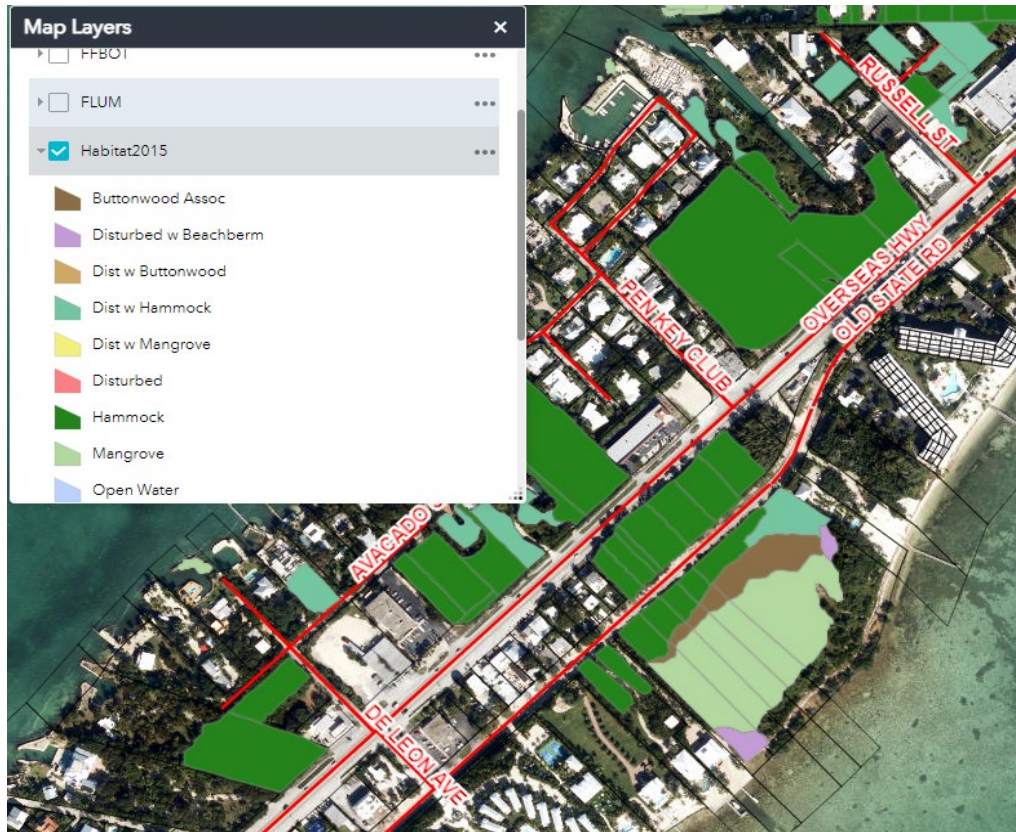 Map Layers
FFBOT
FLUM
Habitat2015
Buttonwood Assoc
Disturbed w Beachberm
Dist w Buttonwood
Dist w Hammock
Dist w Mangrove
Disturbed
Hammock
Mangrove
Open Water
RUSSELL ST
OVERSEAS HWY
OLD STATE RD
PEN KEY CLUB
AVACADO
DE LEON AVE